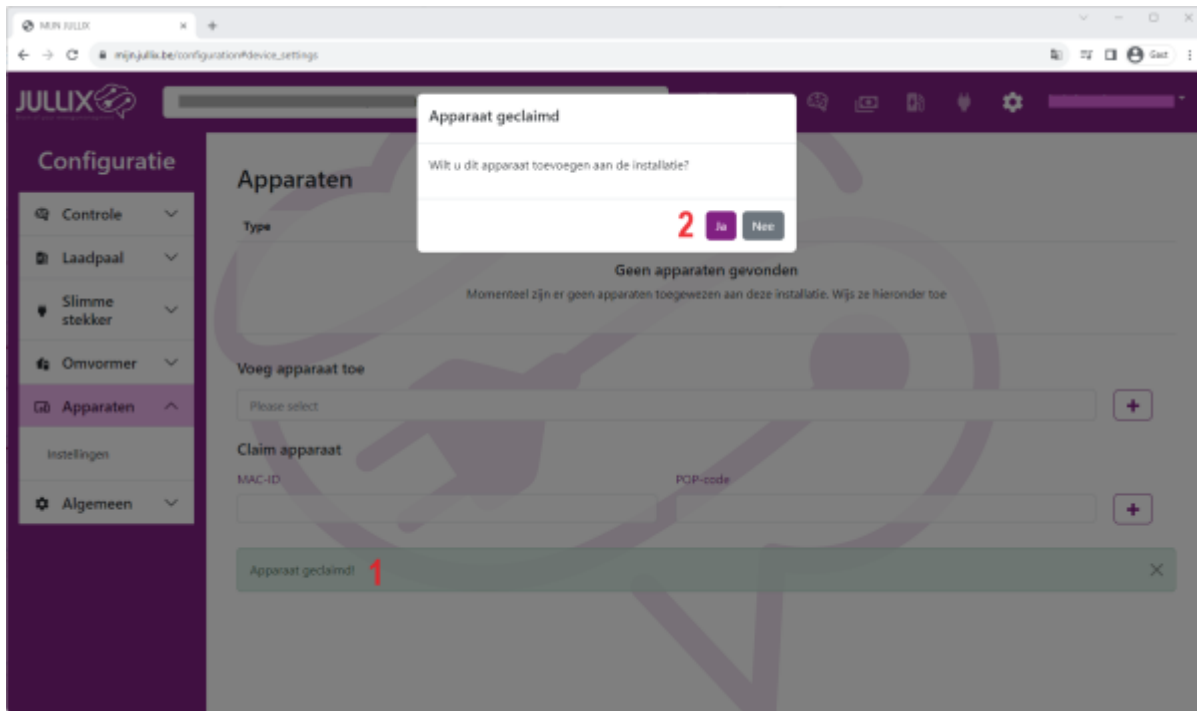 MIJN JULLIX
mijn.jullix.be/configuration#device_settings
Gast
JULLIX
Configuratie
Controle
Laadpaal
Slimme
stekker
Omvormer
Apparaten
Instellingen
Algemeen
Apparaat geclaimd
Wilt u dit apparaat toevoegen aan de installatie?
2 Ja Nee
Apparaten
Type
Geen apparaten gevonden
Momenteel zijn er geen apparaten toegewezen aan deze installatie. Wijs ze hieronder toe
Voeg apparaat toe
Please select
+
Claim apparaat
MAC-ID POP-code
+
Apparaat geclaimd! 1